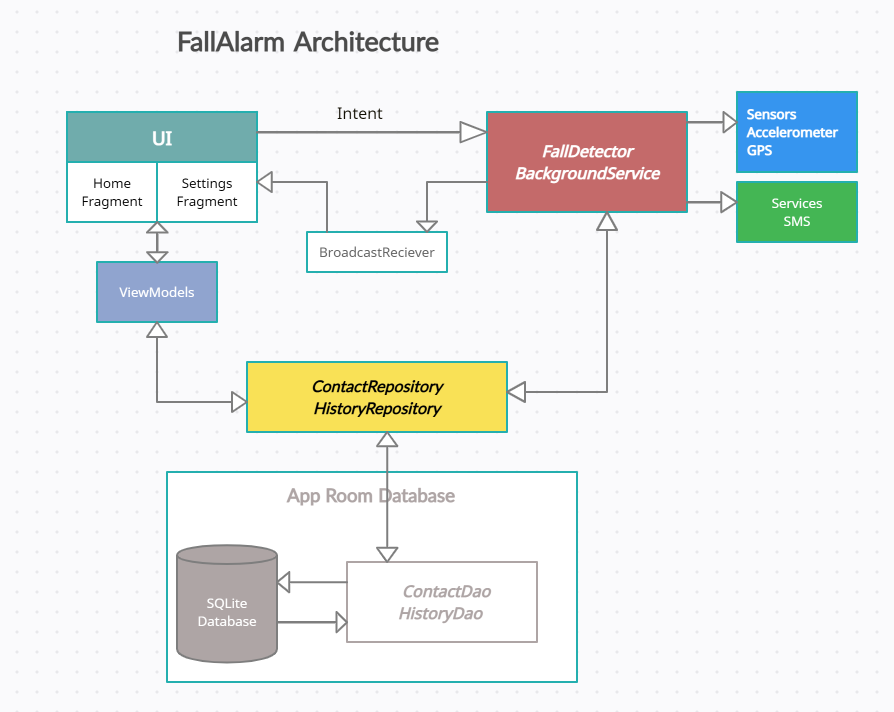 FallAlarm Architecture
Intent
UI
Home
Fragment
Settings
Fragment
FallDetector
BackgroundService
Sensors
Accelerometer
GPS
Services
SMS
BroadcastReciever
ViewModels
ContactRepository
HistoryRepository
App Room Database
SQLite
Database
ContactDao
HistoryDao